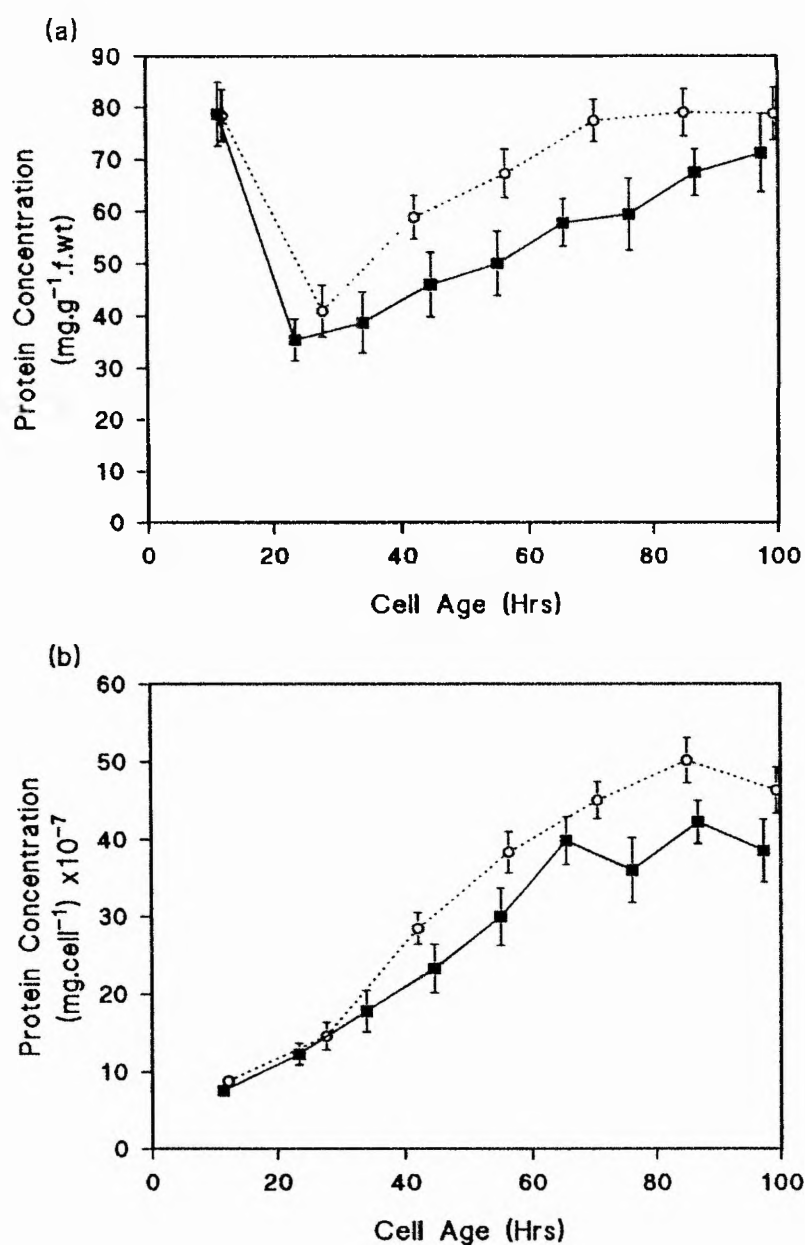 (a)
90
80
70
60
50
40
30
20
10
0
Protein Concentration
(mg.g⁻¹.f.wt)
0 20 40 60 80 100
Cell Age (Hrs)
(b)
60
50
40
30
20
10
0
Protein Concentration
(mg.cell⁻¹) x10⁻⁷
0 20 40 60 80 100
Cell Age (Hrs)